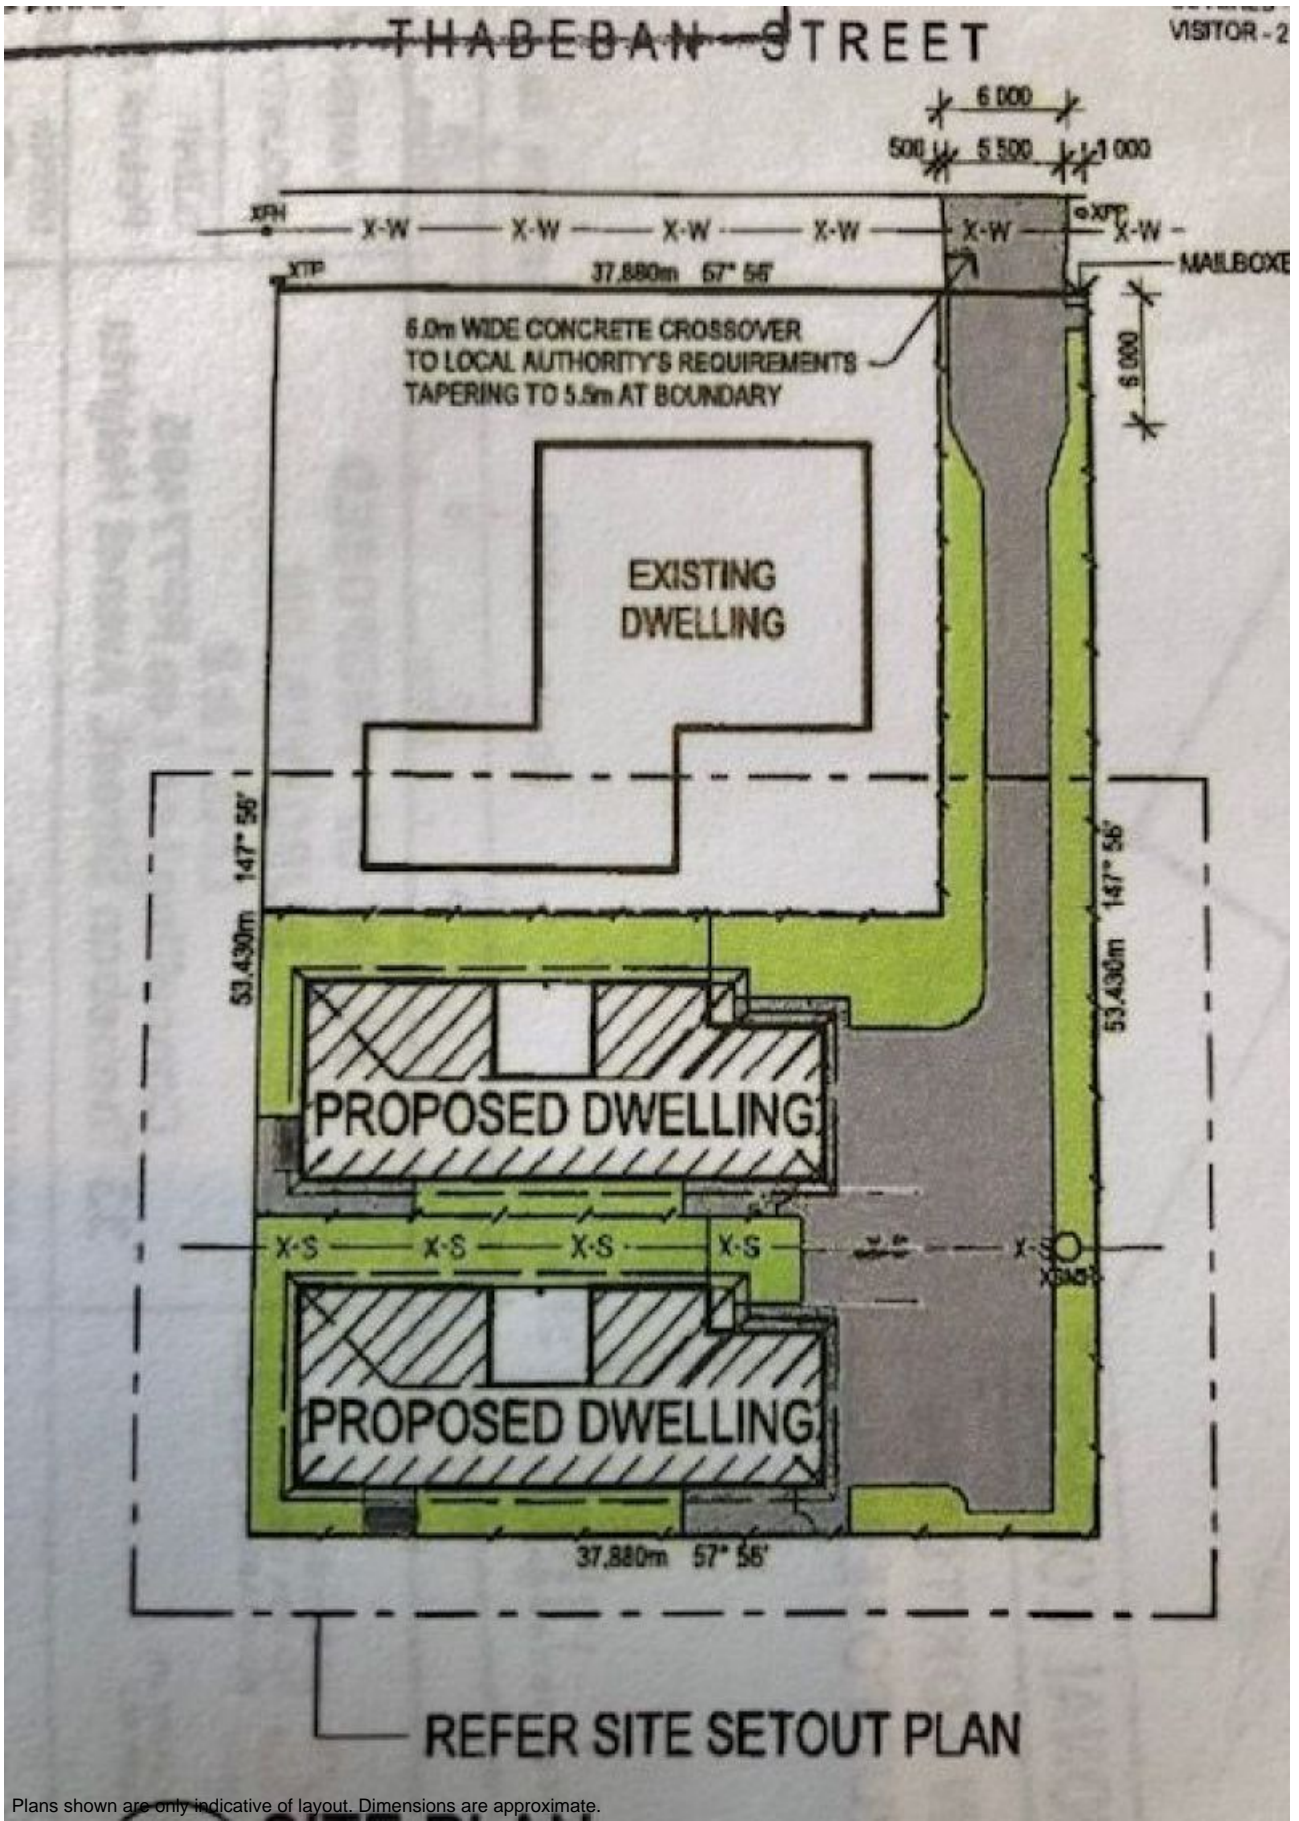 THABEBAN STREET
VISITOR - 2
6 000
500
5 500
1 000
XFH
X-W
X-W
X-W
X-W
X-W
XPP
X-W
XTP
37,880m 57° 56'
MAILBOXE
6.0m WIDE CONCRETE CROSSOVER
TO LOCAL AUTHORITY'S REQUIREMENTS
TAPERING TO 5.5m AT BOUNDARY
6 000
EXISTING
DWELLING
53.430m 147° 56'
53.430m 147° 56'
PROPOSED DWELLING
X-S
X-S
X-S
X-S
X-S
PROPOSED DWELLING
37,880m 57° 56'
REFER SITE SETOUT PLAN
Plans shown are only indicative of layout. Dimensions are approximate.
SITE PLAN